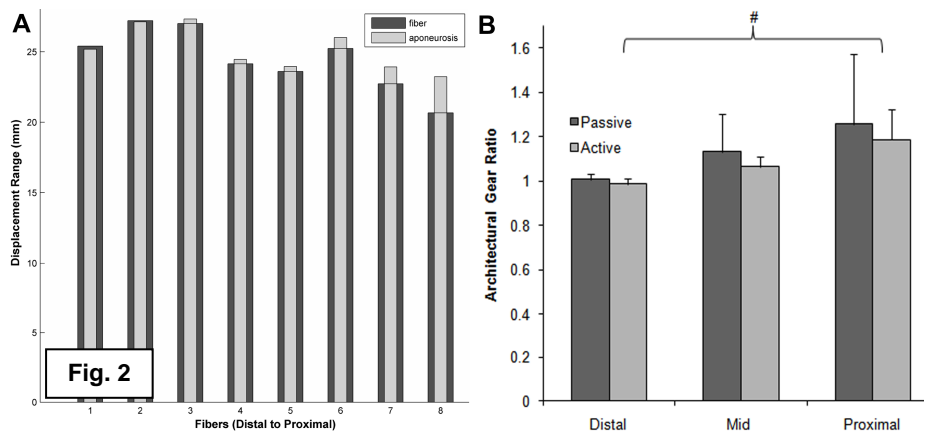 A
fiber
aponeurosis
Displacement Range (mm)
25
20
15
10
5
0
1 2 3 4 5 6 7 8
Fibers (Distal to Proximal)
Fig. 2
B
#
Passive
Active
Architectural Gear Ratio
1.6
1.4
1.2
1
0.8
0.6
0.4
0.2
0
Distal Mid Proximal